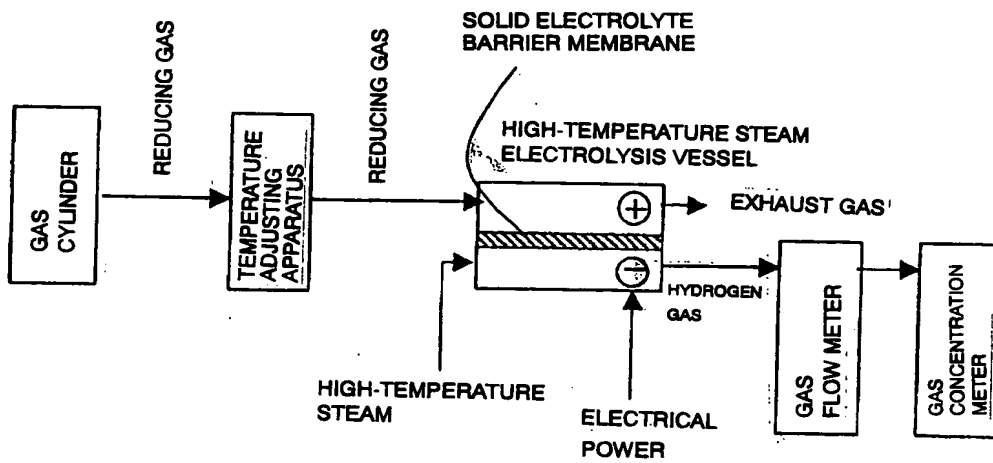 SOLID ELECTROLYTE
BARRIER MEMBRANE
REDUCING GAS
REDUCING GAS
HIGH-TEMPERATURE STEAM
ELECTROLYSIS VESSEL
GAS
CYLINDER
TEMPERATURE
ADJUSTING
APPARATUS
+
EXHAUST GAS
−
HYDROGEN
GAS
GAS
FLOW METER
GAS
CONCENTRATION
METER
HIGH-TEMPERATURE
STEAM
ELECTRICAL
POWER